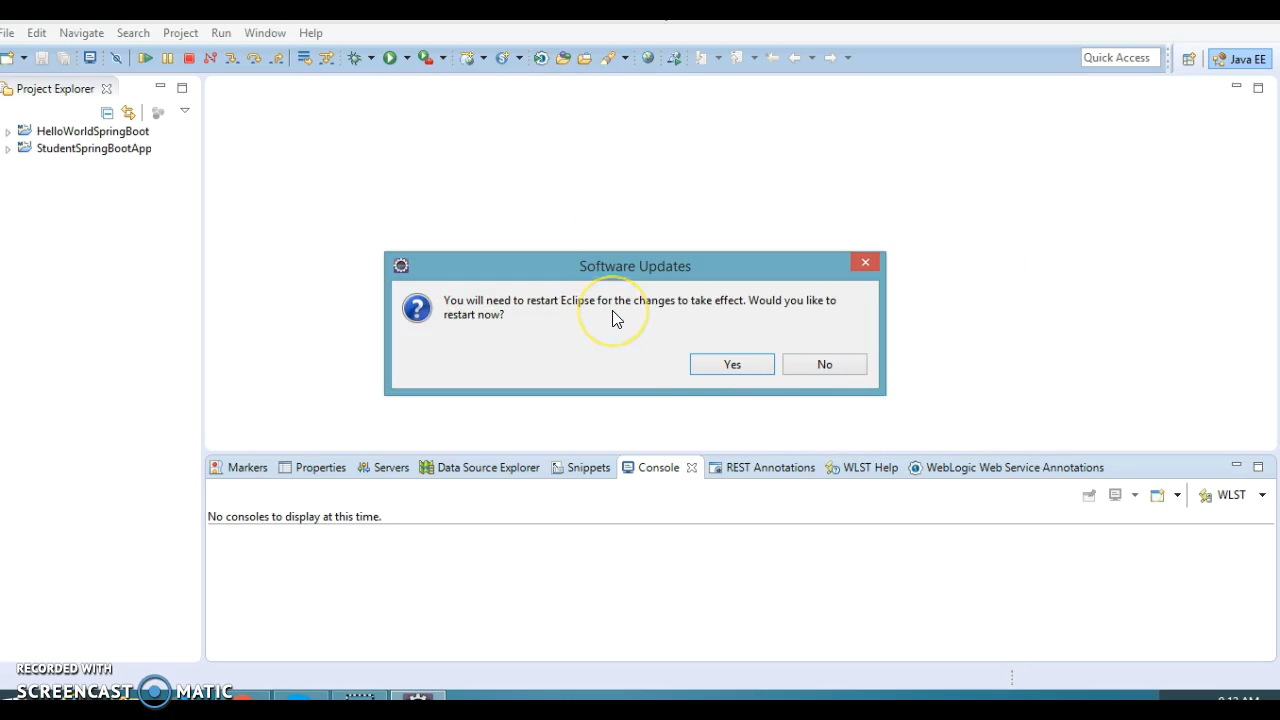 File Edit Navigate Search Project Run Window Help
Quick Access
Java EE
Project Explorer
HelloWorldSpringBoot
StudentSpringBootApp
Software Updates
You will need to restart Eclipse for the changes to take effect. Would you like to
restart now?
Yes No
Markers Properties Servers Data Source Explorer Snippets Console REST Annotations WLST Help WebLogic Web Service Annotations
WLST
No consoles to display at this time.
RECORDED WITH
SCREENCAST MATIC